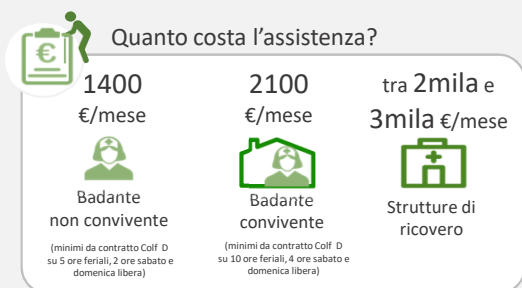 Quanto costa l'assistenza?
€
1400
€/mese
Badante
non convivente
(minimi da contratto Colf D
su 5 ore feriali, 2 ore sabato e
domenica libera)
2100
€/mese
Badante
convivente
(minimi da contratto Colf D
su 10 ore feriali, 4 ore sabato e
domenica libera)
tra 2mila e
3mila €/mese
Strutture di
ricovero